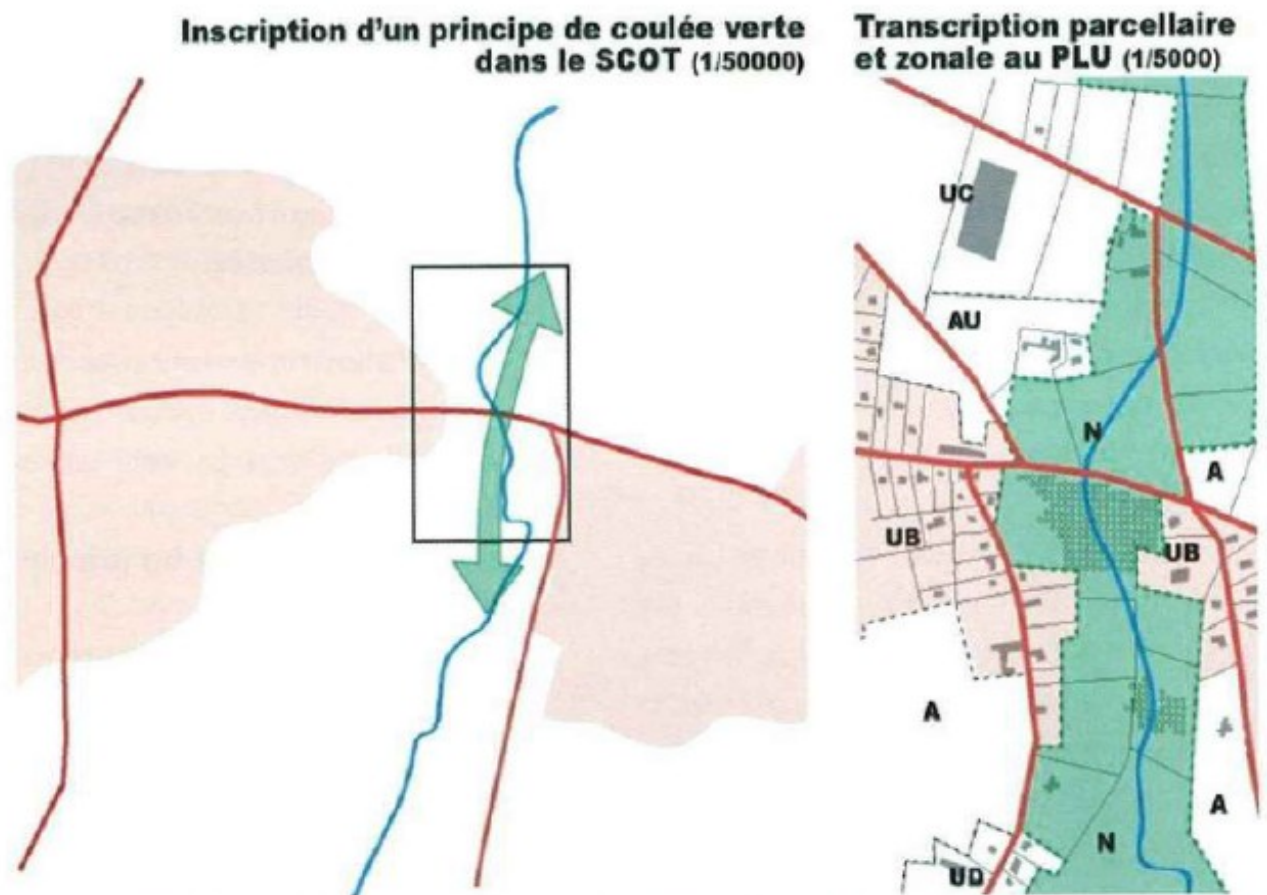 Inscription d'un principe de coulée verte
dans le SCOT (1/50000)
Transcription parcellaire
et zonale au PLU (1/5000)
UC
AU
N
A
UB
UB
A
A
N
UD